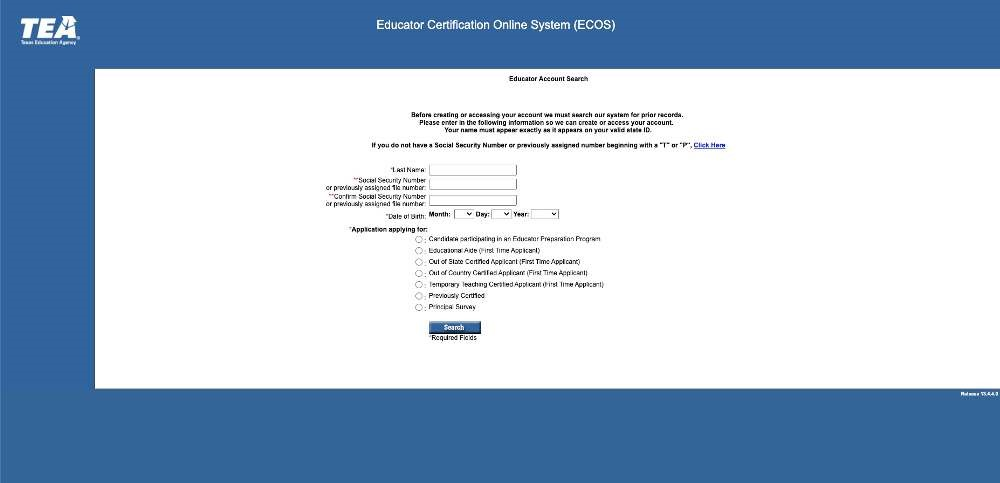 TEA
Texas Education Agency
Educator Certification Online System (ECOS)
Educator Account Search
Before creating or accessing your account we must search our system for prior records.
Please enter in the following information so we can create or access your account.
Your name must appear exactly as it appears on your valid state ID.
If you do not have a Social Security Number or previously assigned number beginning with a "T" or "P", Click Here
*Last Name:
**Social Security Number
or previously assigned file number:
**Confirm Social Security Number
or previously assigned file number:
*Date of Birth: Month: Day: Year:
*Application applying for:
: Candidate participating in an Educator Preparation Program
: Educational Aide (First Time Applicant)
: Out of State Certified Applicant (First Time Applicant)
: Out of Country Certified Applicant (First Time Applicant)
: Temporary Teaching Certified Applicant (First Time Applicant)
: Previously Certified
: Principal Survey
Search
*Required Fields
Release 13.4.4.0